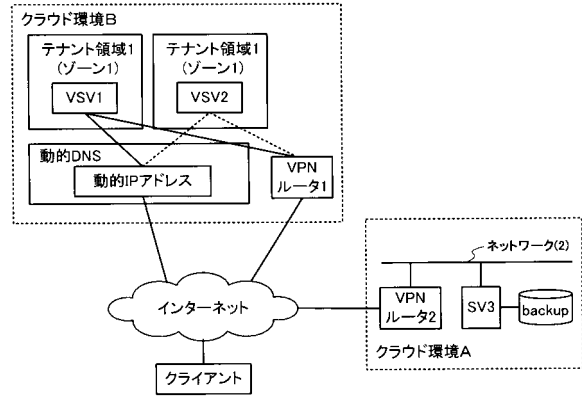 クラウド環境B
テナント領域1
(ゾーン1)
VSV1
テナント領域1
(ゾーン1)
VSV2
動的DNS
動的IPアドレス
VPN
ルータ1
ネットワーク(2)
インターネット
VPN
ルータ2
SV3
backup
クラウド環境A
クライアント